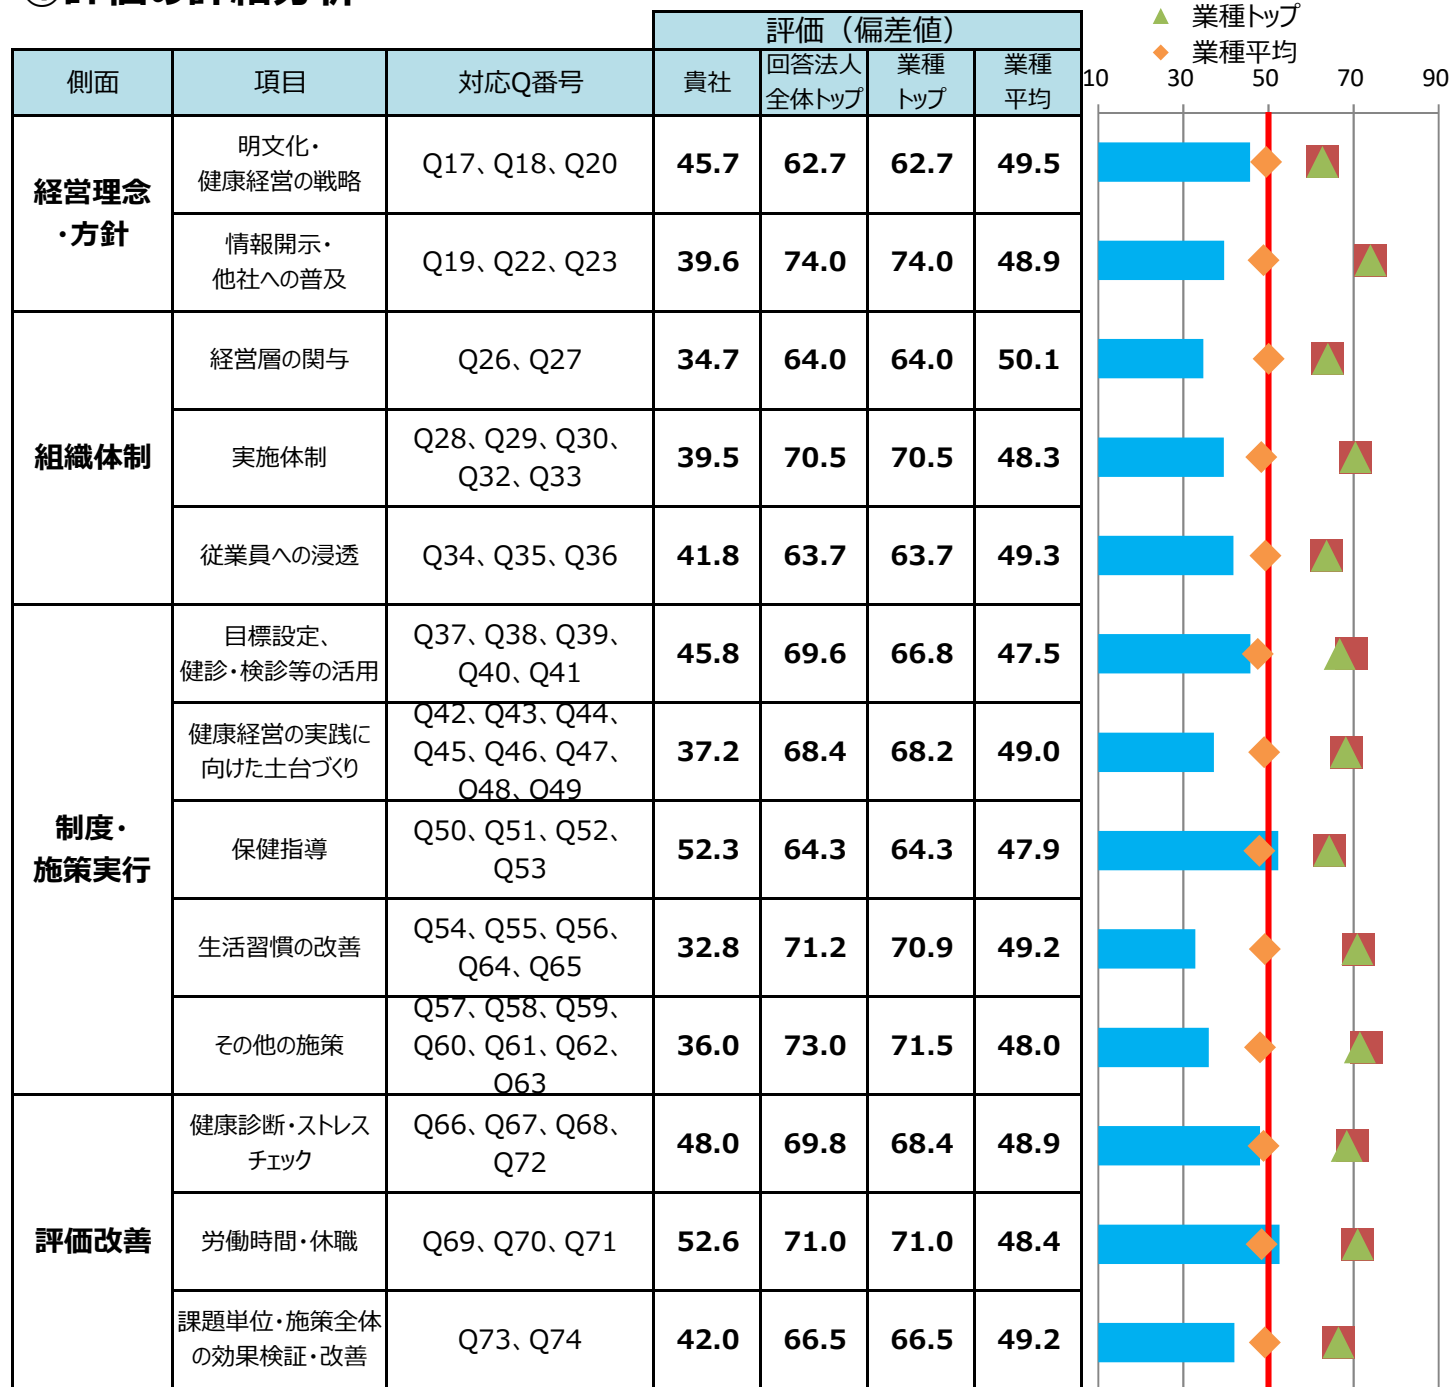 ▲ 業種トップ
◆ 業種平均
評価（偏差値）
側面 項目 対応Q番号 貴社 回答法人 業種 業種
全体トップ トップ 平均
10 30 50 70 90
経営理念
・方針
明文化・
健康経営の戦略
Q17、Q18、Q20 45.7 62.7 62.7 49.5
情報開示・
他社への普及
Q19、Q22、Q23 39.6 74.0 74.0 48.9
組織体制
経営層の関与 Q26、Q27 34.7 64.0 64.0 50.1
実施体制
Q28、Q29、Q30、
Q32、Q33
39.5 70.5 70.5 48.3
従業員への浸透 Q34、Q35、Q36 41.8 63.7 63.7 49.3
制度・
施策実行
目標設定、
健診・検診等の活用
Q37、Q38、Q39、
Q40、Q41
45.8 69.6 66.8 47.5
健康経営の実践に
向けた土台づくり
Q42、Q43、Q44、
Q45、Q46、Q47、
Q48、Q49
37.2 68.4 68.2 49.0
保健指導
Q50、Q51、Q52、
Q53
52.3 64.3 64.3 47.9
生活習慣の改善
Q54、Q55、Q56、
Q64、Q65
32.8 71.2 70.9 49.2
その他の施策
Q57、Q58、Q59、
Q60、Q61、Q62、
Q63
36.0 73.0 71.5 48.0
評価改善
健康診断・ストレス
チェック
Q66、Q67、Q68、
Q72
48.0 69.8 68.4 48.9
労働時間・休職 Q69、Q70、Q71 52.6 71.0 71.0 48.4
課題単位・施策全体
の効果検証・改善
Q73、Q74 42.0 66.5 66.5 49.2